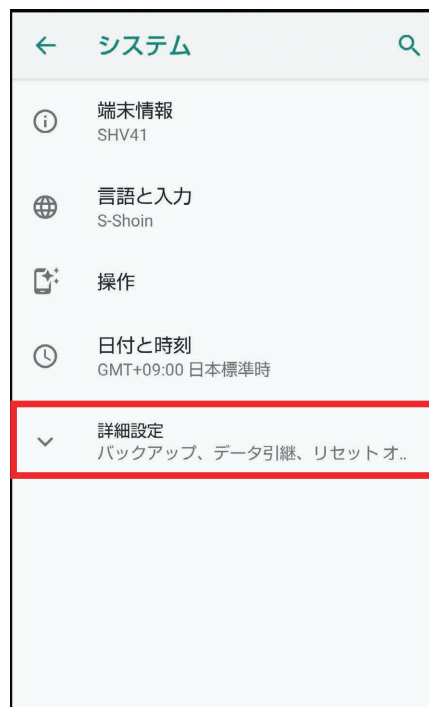 システム
端末情報
SHV41
言語と入力
S-Shoin
操作
日付と時刻
GMT+09:00 日本標準時
詳細設定
バックアップ、データ引継、リセット オ..